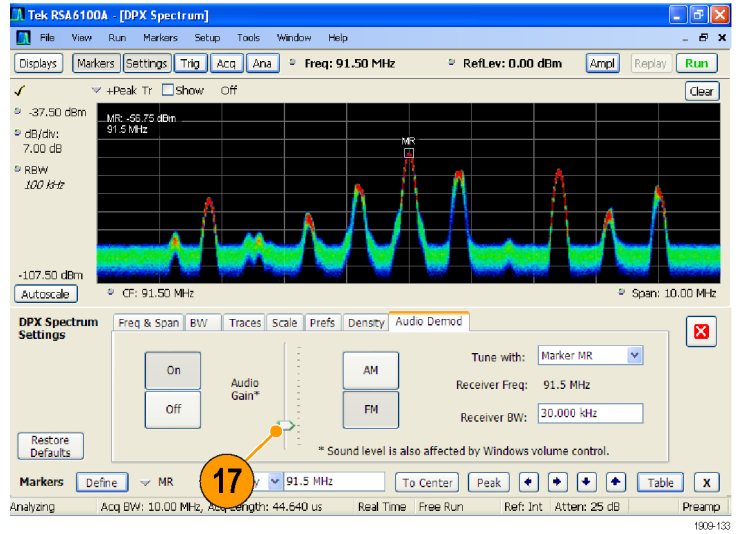 Tek RSA6100A - [DPX Spectrum]
File View Run Markers Setup Tools Window Help
Displays Markers Settings Trig Acq Ana Freq: 91.50 MHz RefLev: 0.00 dBm Ampl Replay Run
+Peak Tr Show Off Clear
-37.50 dBm
dB/div:
7.00 dB
RBW
100 kHz
-107.50 dBm
MR: -56.75 dBm
91.5 MHz
MR
Autoscale CF: 91.50 MHz Span: 10.00 MHz
DPX Spectrum
Settings
Freq & Span BW Traces Scale Prefs Density Audio Demod
On
Off
Audio
Gain*
AM
FM
Tune with: Marker MR
Receiver Freq: 91.5 MHz
Receiver BW: 30.000 kHz
* Sound level is also affected by Windows volume control.
Restore
Defaults
17
Markers Define MR 91.5 MHz To Center Peak Table X
Analyzing Acq BW: 10.00 MHz, Acq Length: 44.640 us Real Time Free Run Ref: Int Atten: 25 dB Preamp
1909-133